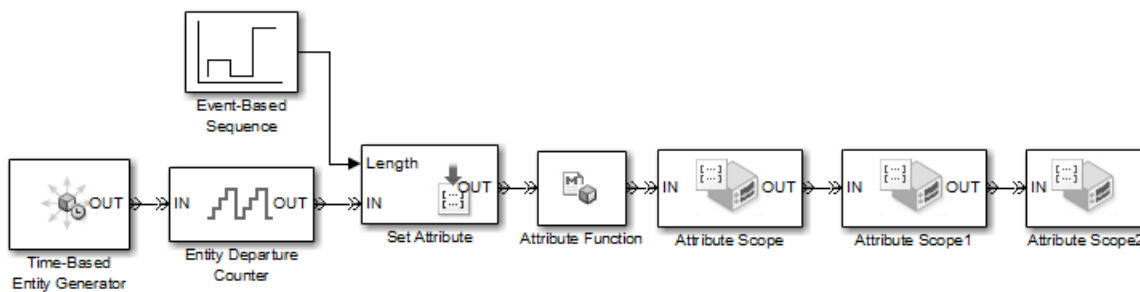 Event-Based
Sequence
OUT
Time-Based
Entity Generator
IN OUT
Entity Departure
Counter
Length
IN OUT
Set Attribute
Attribute Function
IN OUT
Attribute Scope
IN OUT
Attribute Scope1
IN
Attribute Scope2